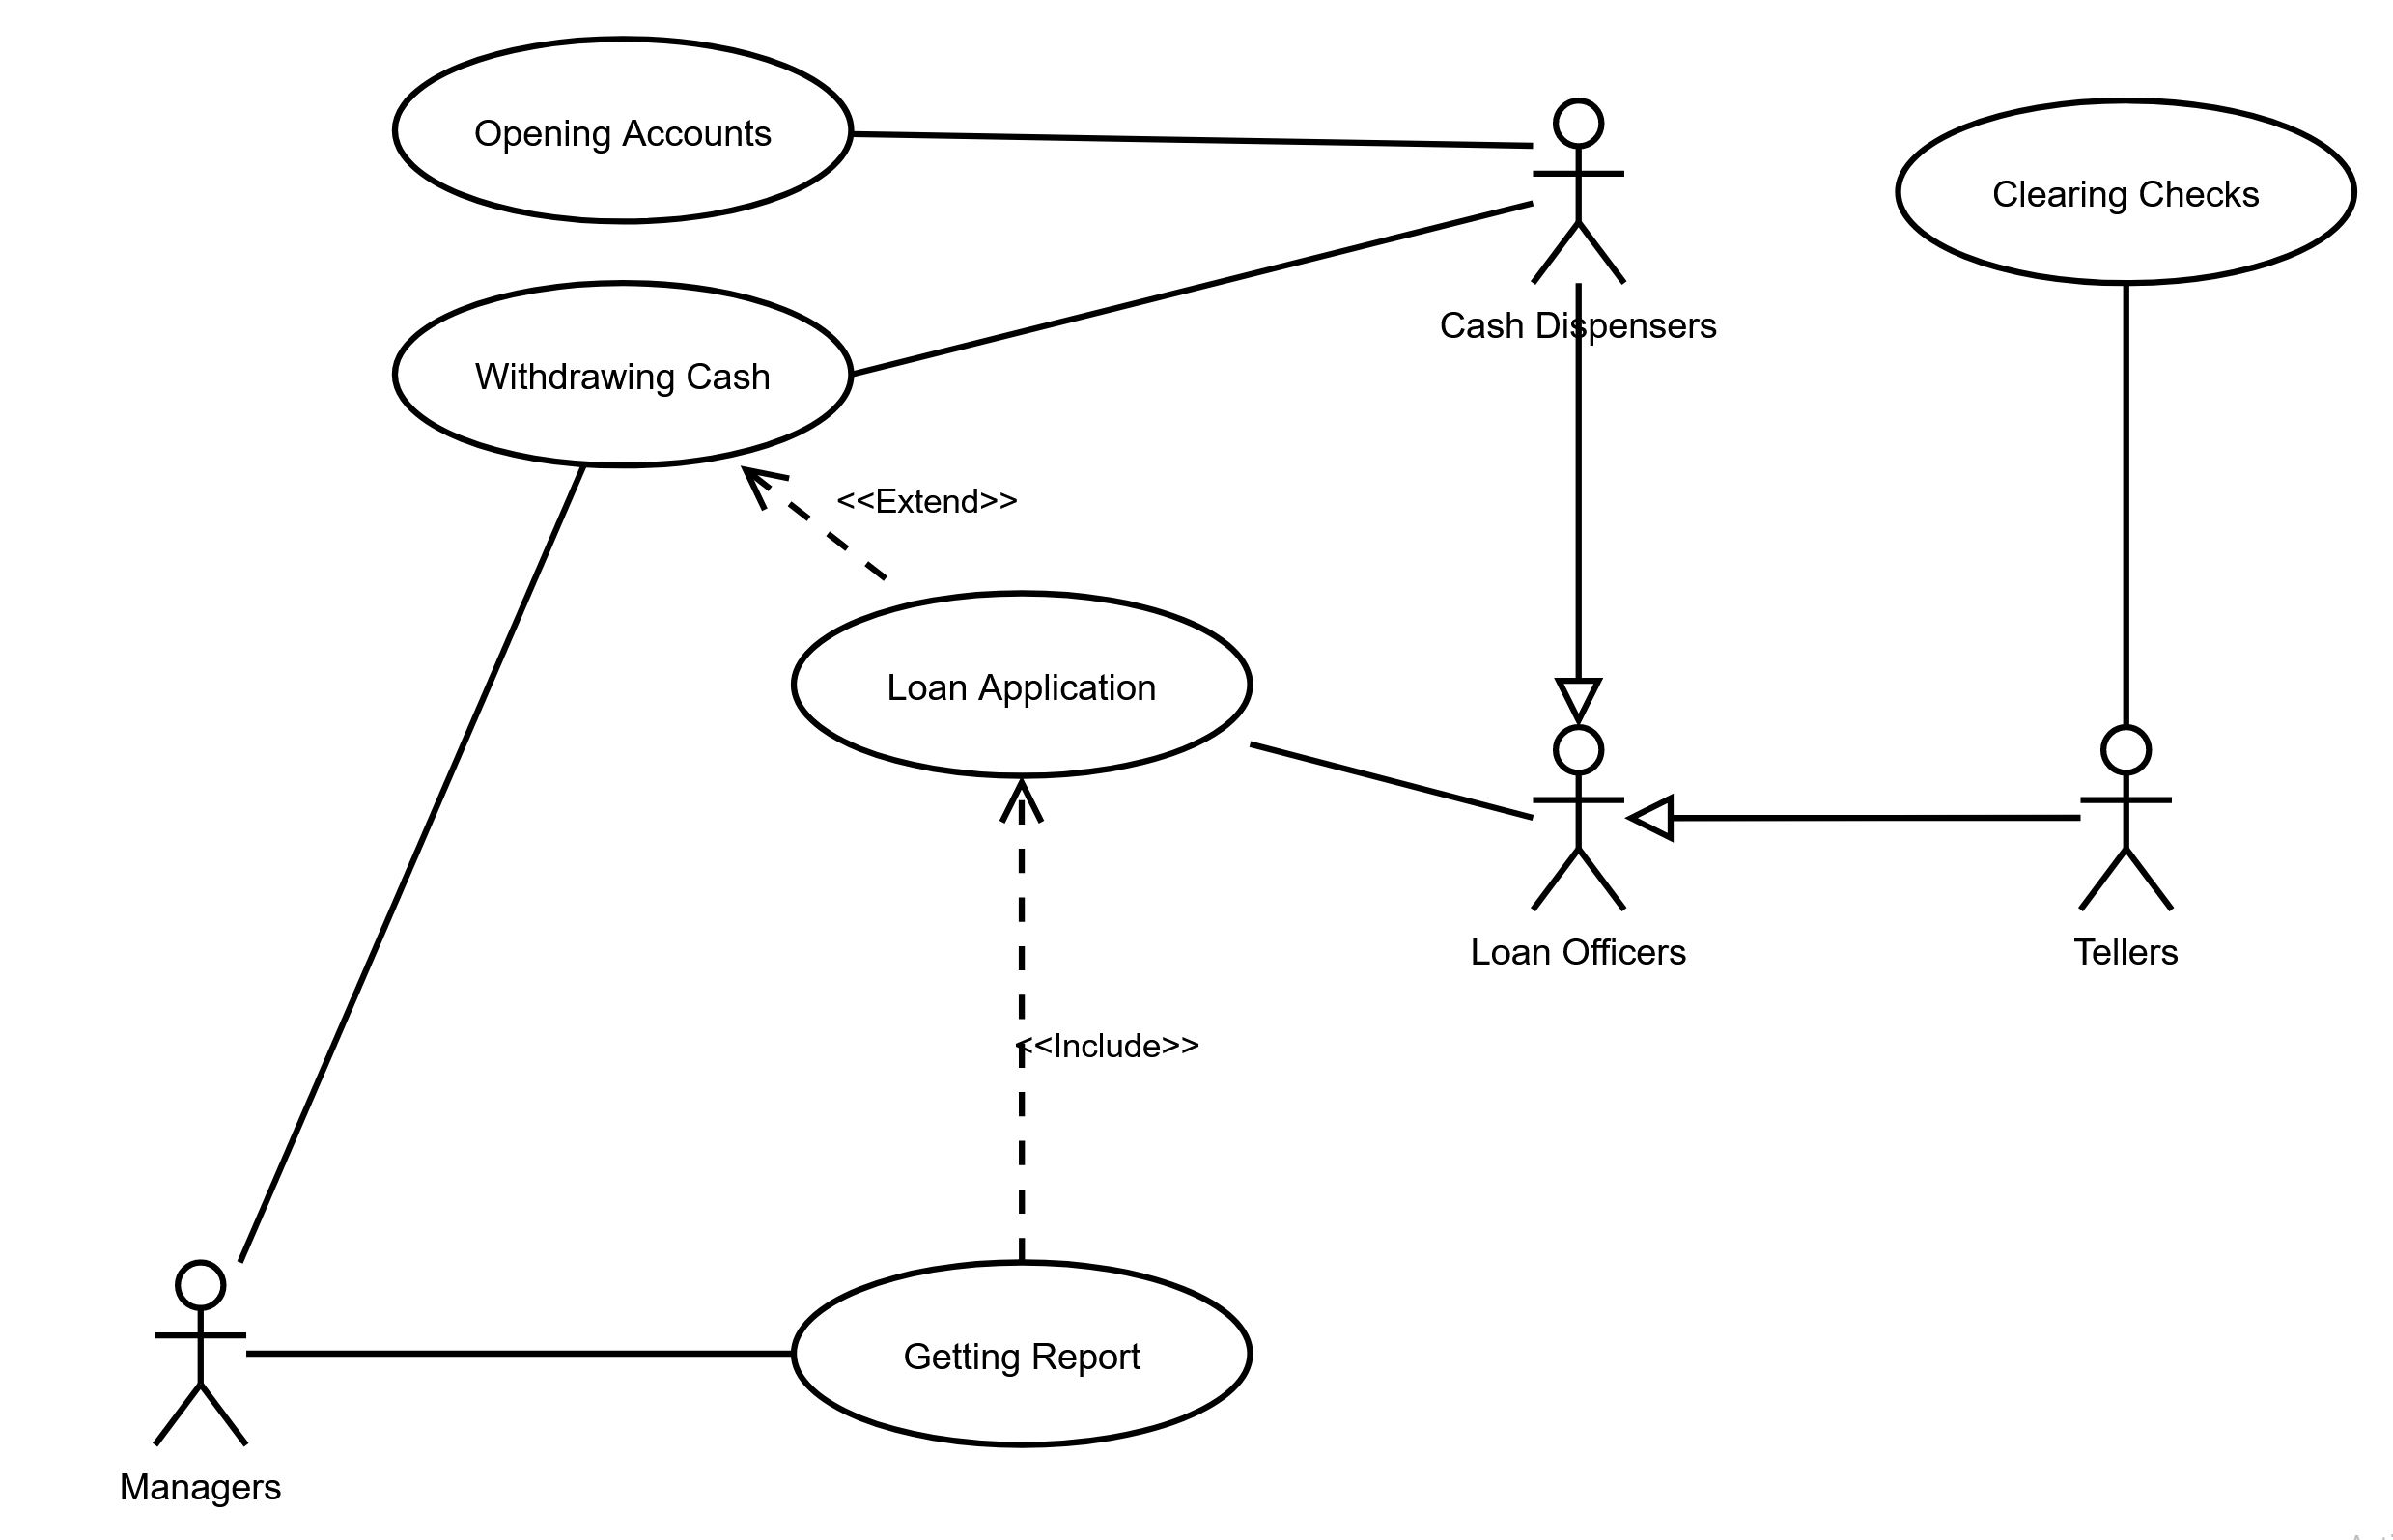 Opening Accounts
Clearing Checks
Cash Dispensers
Withdrawing Cash
<<Extend>>
Loan Application
Loan Officers
Tellers
<<Include>>
Getting Report
Managers